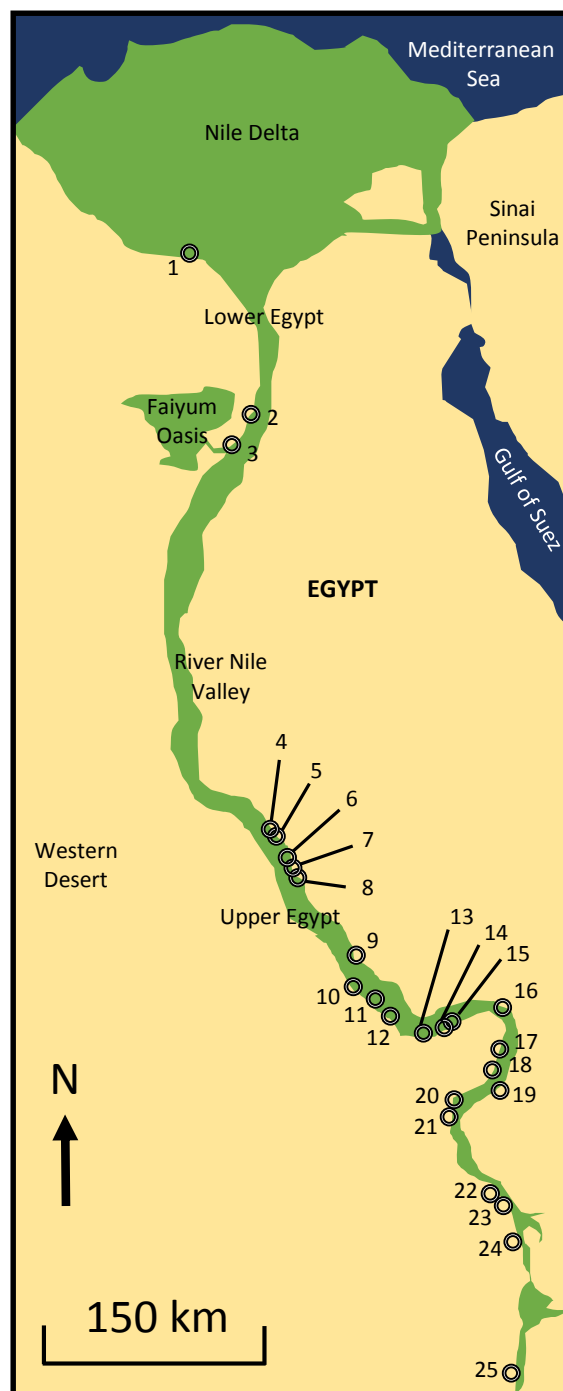 Mediterranean
Sea
Nile Delta
Sinai
Peninsula
1
Lower Egypt
Faiyum
Oasis
2
3
Gulf of Suez
EGYPT
River Nile
Valley
4
5
6
7
8
Western
Desert
Upper Egypt
9
10
11
12
13
14
15
16
17
18
19
20
21
22
23
24
25
N
150 km